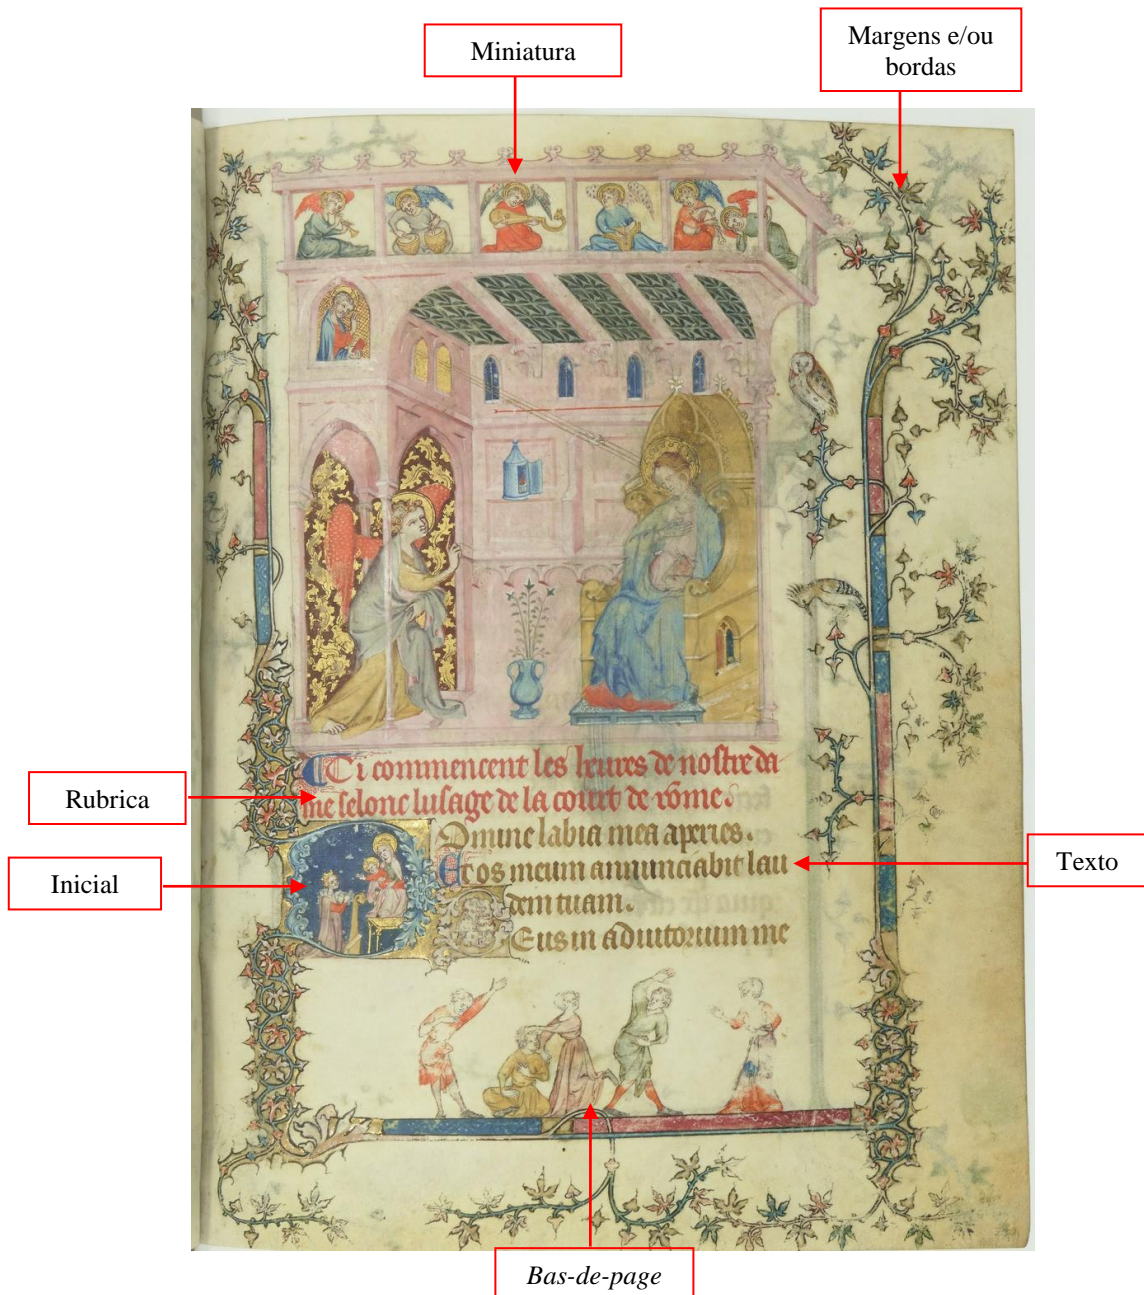 Miniatura
Margens e/ou
bordas
Ci commencent les heures de nostre da
me selonc lusage de la court de rome.
Rubrica
Domine labia mea aperies.
Et os meum annunciabit lau
Texto
Inicial
dem tuam.
Deus in adiutorium me
Bas-de-page